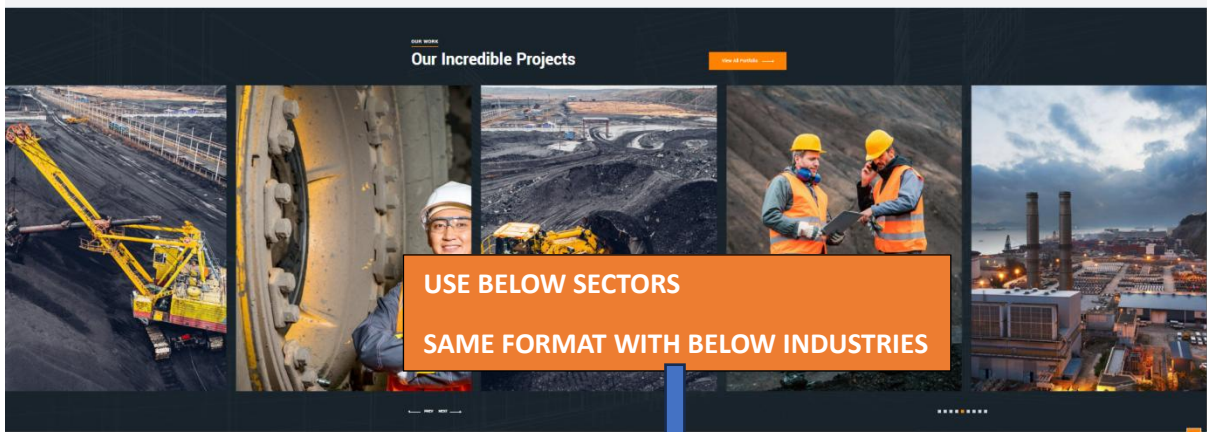 OUR WORK
Our Incredible Projects
View All Portfolio
USE BELOW SECTORS
SAME FORMAT WITH BELOW INDUSTRIES
PREV NEXT